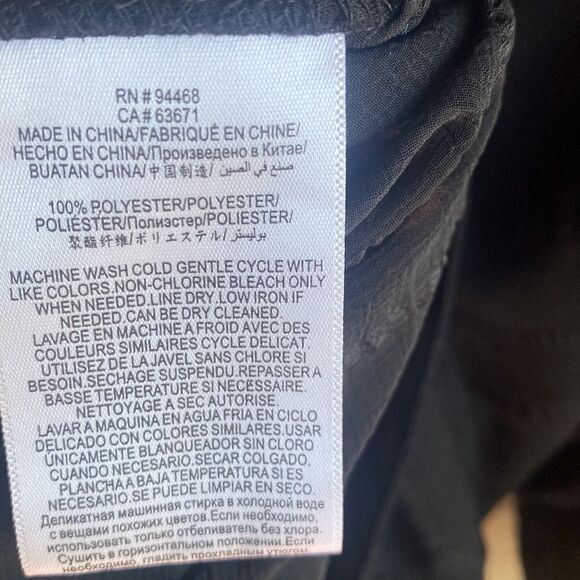 RN # 94468
CA # 63671
MADE IN CHINA/FABRIQUÉ EN CHINE/
HECHO EN CHINA/Произведено в Китае/
BUATAN CHINA/中国制造/ صنع في الصين
100% POLYESTER/POLYESTER/
POLIÉSTER/Полиэстер/POLIESTER/
聚酯纤维/ポリエステル/بوليستر
MACHINE WASH COLD GENTLE CYCLE WITH
LIKE COLORS.NON-CHLORINE BLEACH ONLY
WHEN NEEDED.LINE DRY.LOW IRON IF
NEEDED.CAN BE DRY CLEANED.
LAVAGE EN MACHINE A FROID AVEC DES
COULEURS SIMILAIRES CYCLE DELICAT.
UTILISEZ DE LA JAVEL SANS CHLORE SI
BESOIN.SECHAGE SUSPENDU.REPASSER A
BASSE TEMPERATURE SI NECESSAIRE.
NETTOYAGE A SEC AUTORISE.
LAVAR A MAQUINA EN AGUA FRIA EN CICLO
DELICADO CON COLORES SIMILARES.USAR
ÚNICAMENTE BLANQUEADOR SIN CLORO
CUANDO NECESARIO.SECAR COLGADO.
PLANCHA A BAJA TEMPERATURA SI ES
NECESARIO.SE PUEDE LIMPIAR EN SECO.
Деликатная машинная стирка в холодной воде
с вещами похожих цветов.Если необходимо,
использовать только отбеливатель без хлора.
Сушить в горизонтальном положении.Если
необходимо, гладить прохладным утюгом.